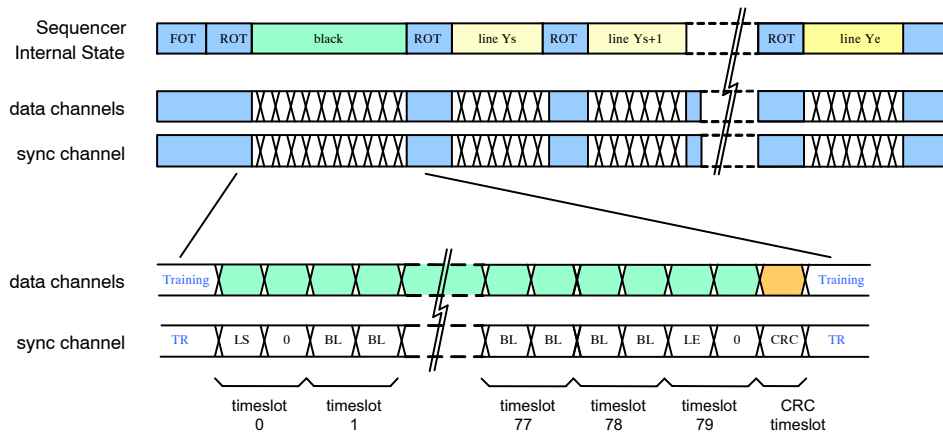 Sequencer
Internal State
FOT ROT black ROT line Ys ROT line Ys+1 ROT line Ye
data channels
sync channel
data channels
Training Training
sync channel
TR LS 0 BL BL BL BL BL BL LE 0 CRC TR
timeslot timeslot timeslot timeslot timeslot CRC
0 1 77 78 79 timeslot